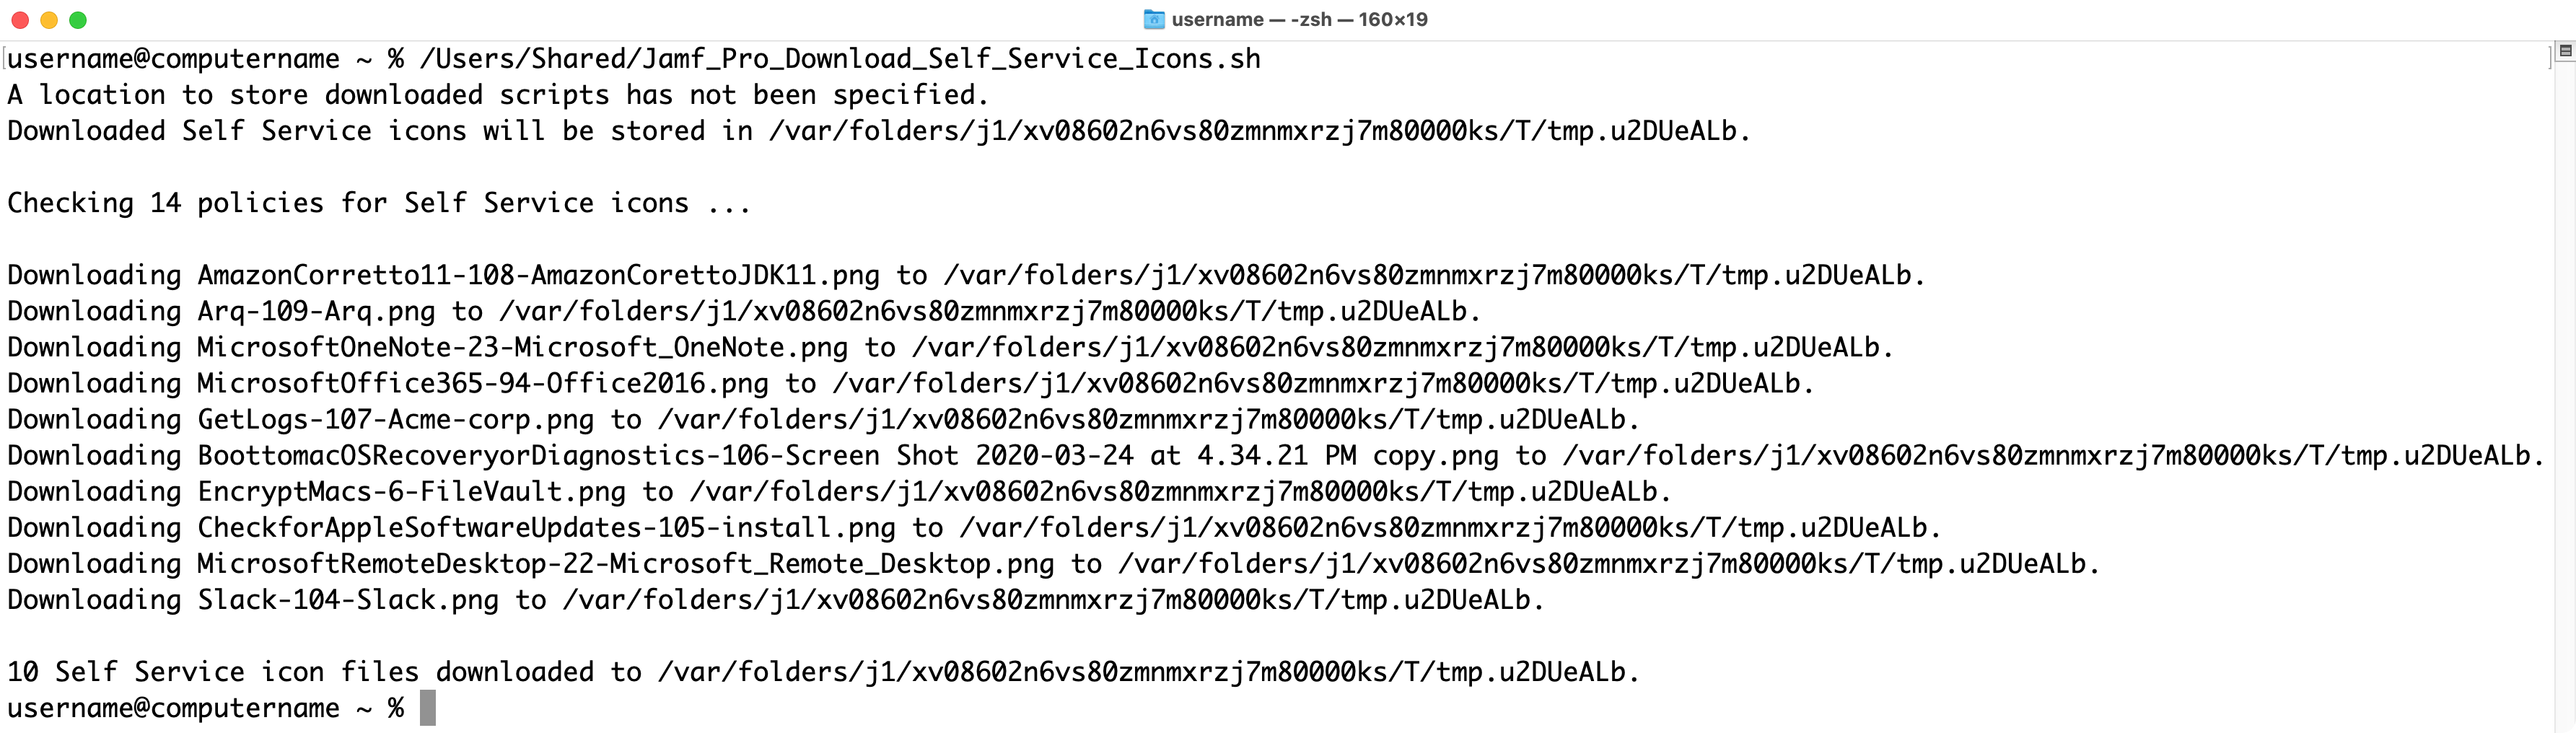 username — -zsh — 160×19
username@computername ~ % /Users/Shared/Jamf_Pro_Download_Self_Service_Icons.sh
A location to store downloaded scripts has not been specified.
Downloaded Self Service icons will be stored in /var/folders/j1/xv08602n6vs80zmnmxrzj7m80000ks/T/tmp.u2DUeALb.
Checking 14 policies for Self Service icons ...
Downloading AmazonCorretto11-108-AmazonCorettoJDK11.png to /var/folders/j1/xv08602n6vs80zmnmxrzj7m80000ks/T/tmp.u2DUeALb.
Downloading Arq-109-Arq.png to /var/folders/j1/xv08602n6vs80zmnmxrzj7m80000ks/T/tmp.u2DUeALb.
Downloading MicrosoftOneNote-23-Microsoft_OneNote.png to /var/folders/j1/xv08602n6vs80zmnmxrzj7m80000ks/T/tmp.u2DUeALb.
Downloading MicrosoftOffice365-94-Office2016.png to /var/folders/j1/xv08602n6vs80zmnmxrzj7m80000ks/T/tmp.u2DUeALb.
Downloading GetLogs-107-Acme-corp.png to /var/folders/j1/xv08602n6vs80zmnmxrzj7m80000ks/T/tmp.u2DUeALb.
Downloading BoottomacOSRecoveryorDiagnostics-106-Screen Shot 2020-03-24 at 4.34.21 PM copy.png to /var/folders/j1/xv08602n6vs80zmnmxrzj7m80000ks/T/tmp.u2DUeALb.
Downloading EncryptMacs-6-FileVault.png to /var/folders/j1/xv08602n6vs80zmnmxrzj7m80000ks/T/tmp.u2DUeALb.
Downloading CheckforAppleSoftwareUpdates-105-install.png to /var/folders/j1/xv08602n6vs80zmnmxrzj7m80000ks/T/tmp.u2DUeALb.
Downloading MicrosoftRemoteDesktop-22-Microsoft_Remote_Desktop.png to /var/folders/j1/xv08602n6vs80zmnmxrzj7m80000ks/T/tmp.u2DUeALb.
Downloading Slack-104-Slack.png to /var/folders/j1/xv08602n6vs80zmnmxrzj7m80000ks/T/tmp.u2DUeALb.
10 Self Service icon files downloaded to /var/folders/j1/xv08602n6vs80zmnmxrzj7m80000ks/T/tmp.u2DUeALb.
username@computername ~ %